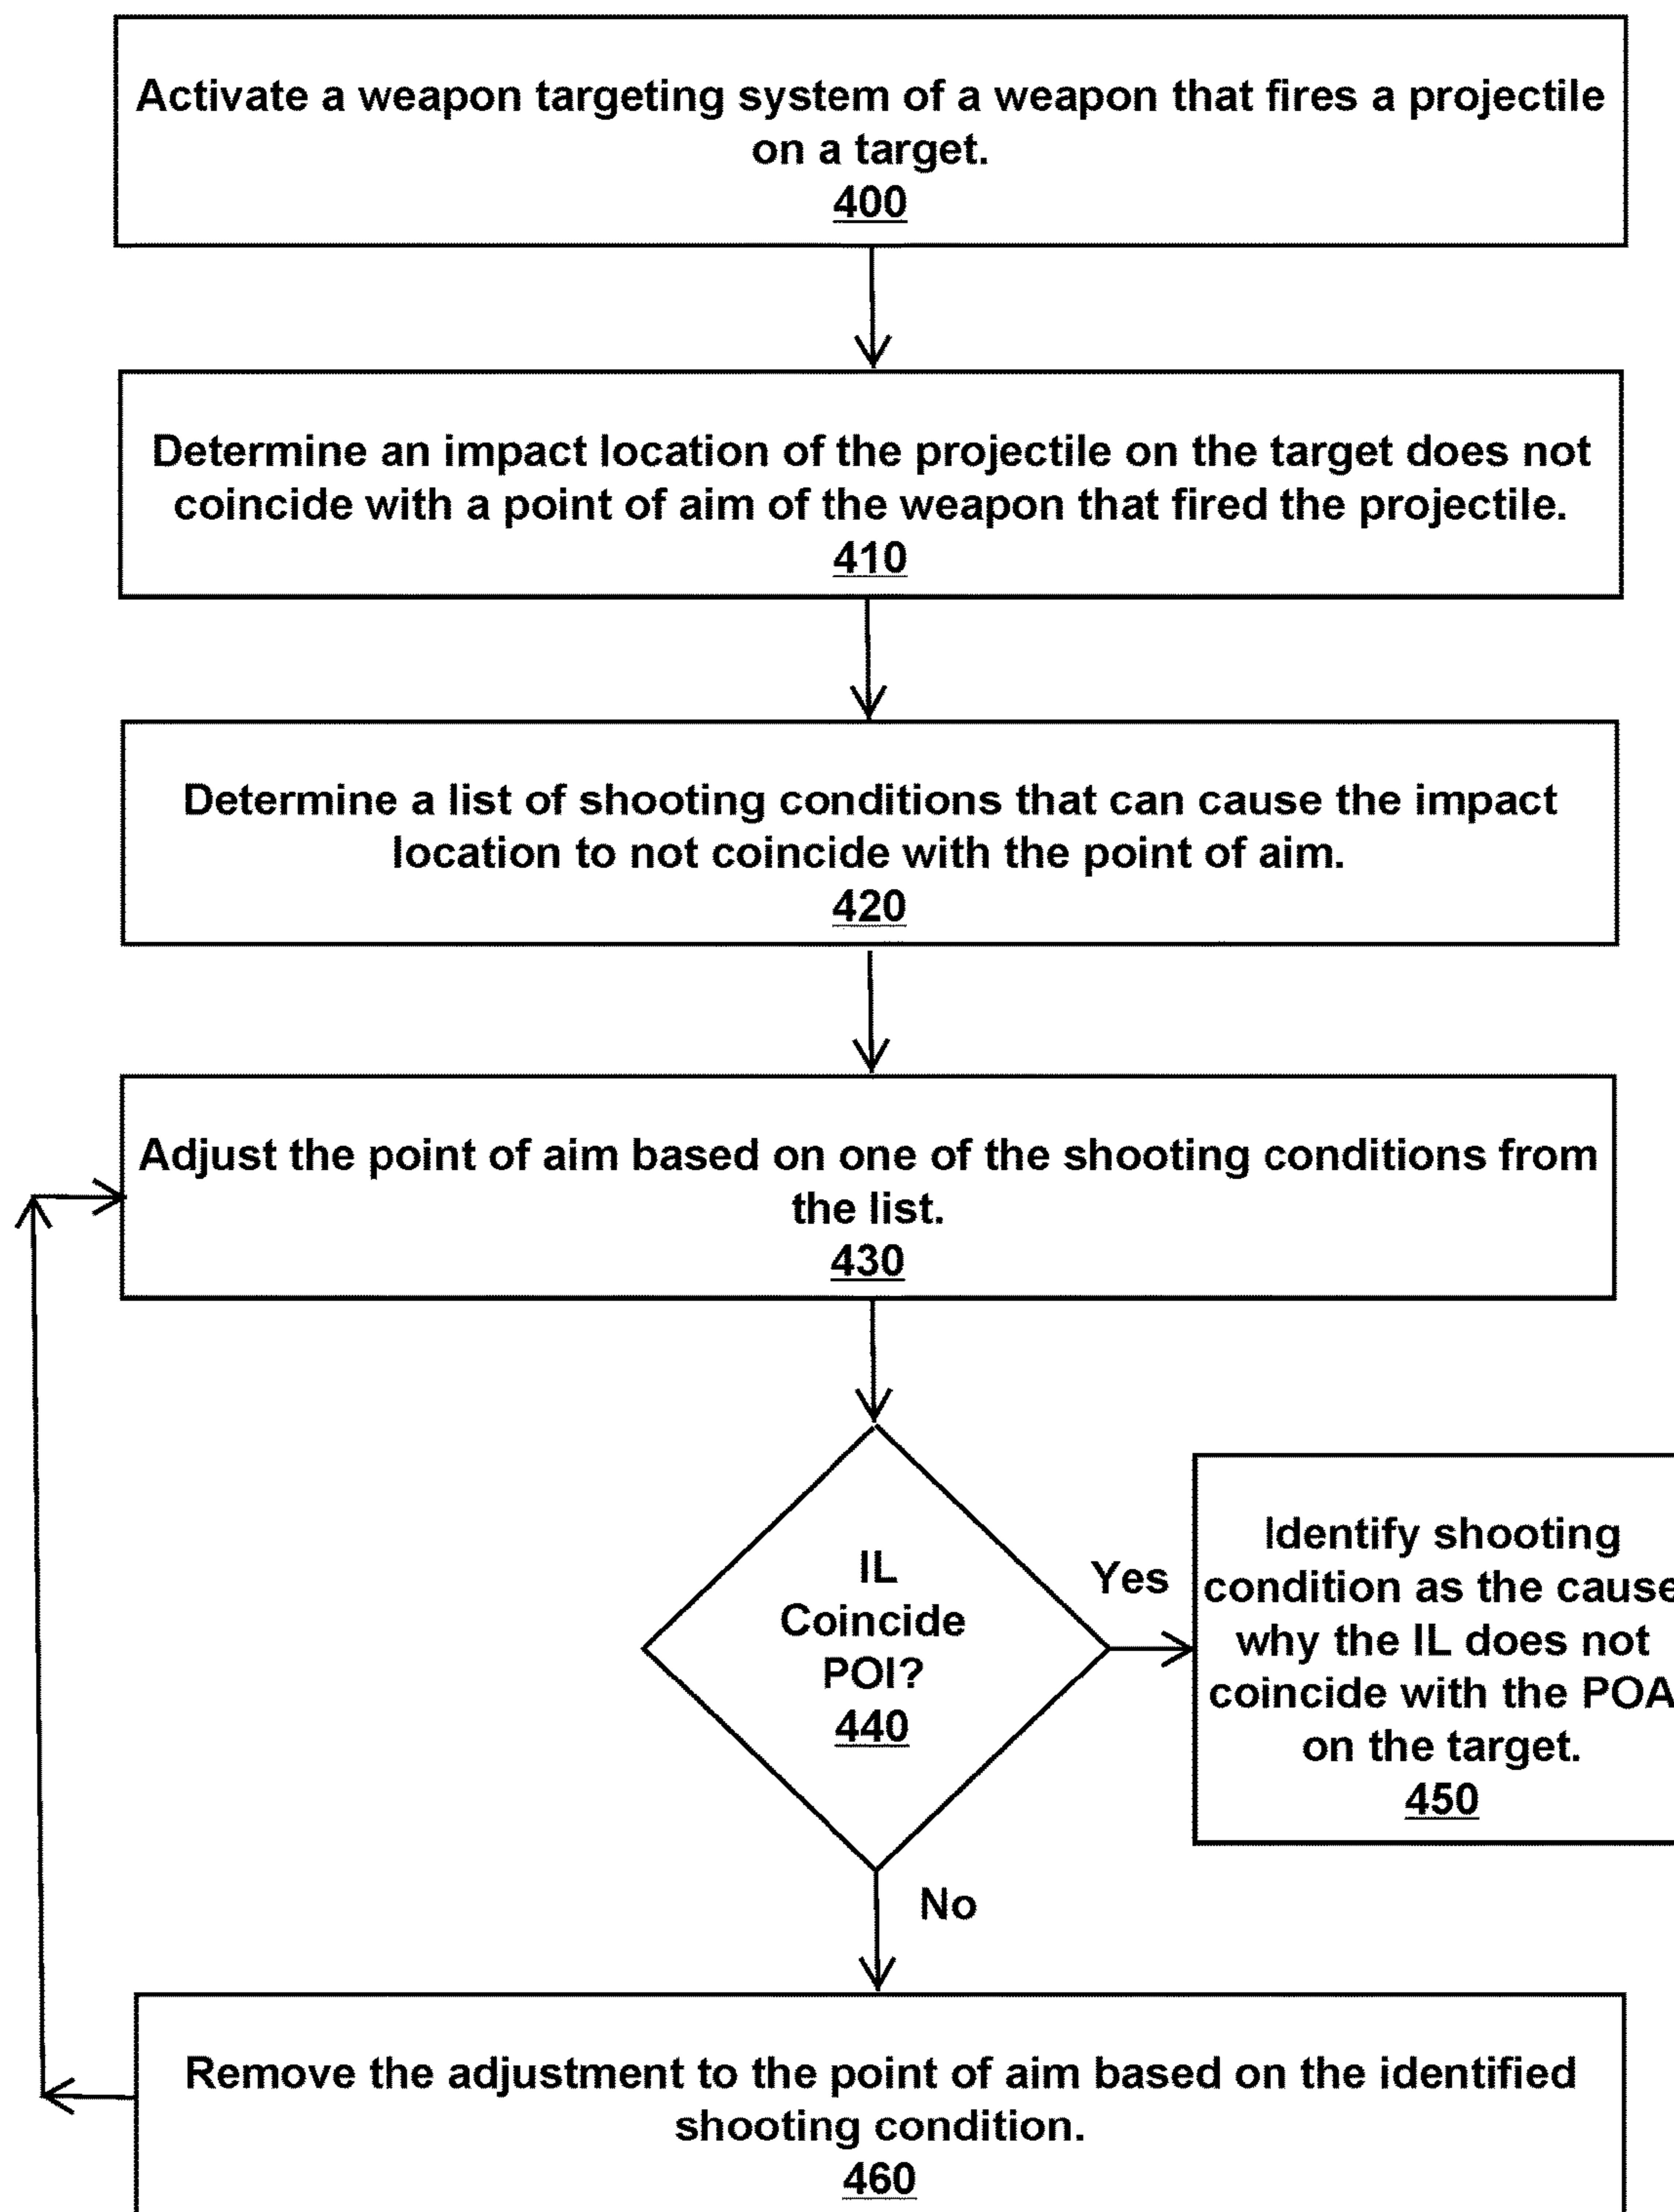 Activate a weapon targeting system of a weapon that fires a projectile
on a target.
400
Determine an impact location of the projectile on the target does not
coincide with a point of aim of the weapon that fired the projectile.
410
Determine a list of shooting conditions that can cause the impact
location to not coincide with the point of aim.
420
Adjust the point of aim based on one of the shooting conditions from
the list.
430
IL
Coincide
POI?
440
Yes
Identify shooting
condition as the cause
why the IL does not
coincide with the POA
on the target.
450
No
Remove the adjustment to the point of aim based on the identified
shooting condition.
460